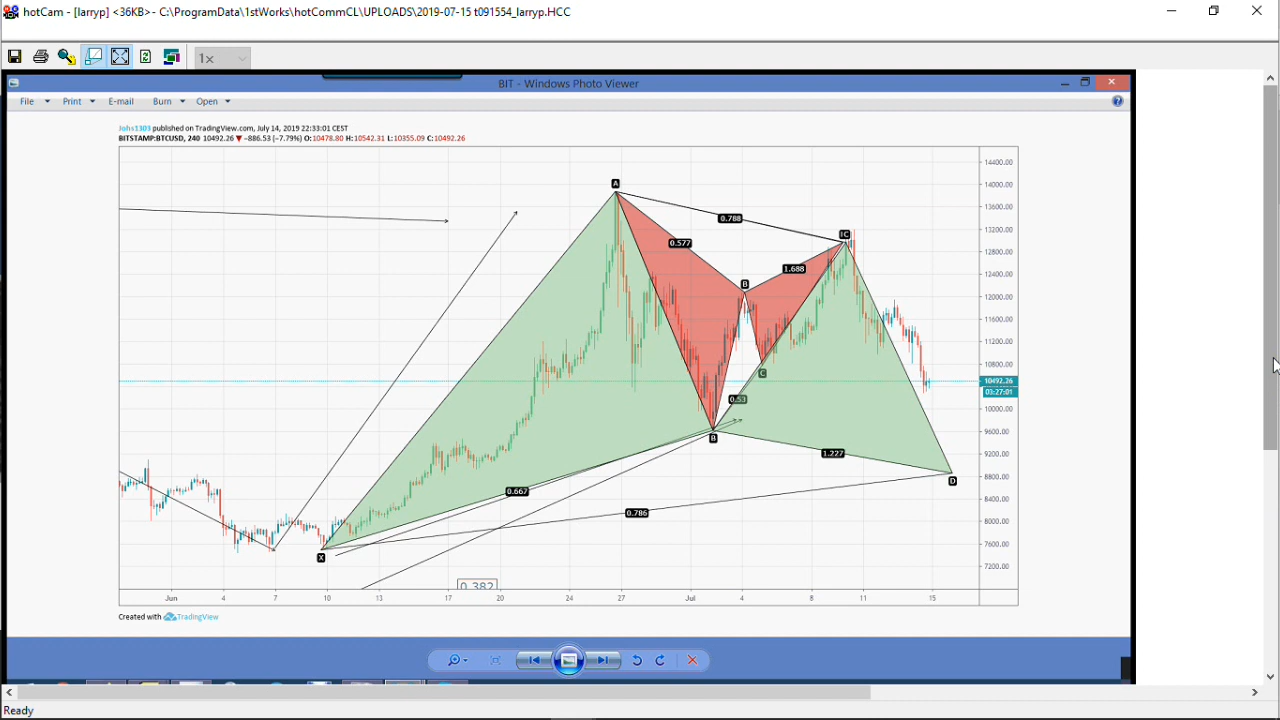 hotCam - [larryp] <36KB>- C:\ProgramData\1stWorks\hotCommCL\UPLOADS\2019-07-15 t091554_larryp.HCC
1x
BIT - Windows Photo Viewer
File Print E-mail Burn Open
Johs1303 published on TradingView.com, July 14, 2019 22:33:01 CEST
BITSTAMP:BTCUSD, 240 10492.26 ▼ −886.53 (−7.79%) O:10478.80 H:10542.31 L:10355.09 C:10492.26
14400.00
A
14000.00
13600.00
0.788
IC
13200.00
0.577
12800.00
1.688
12400.00
B
12000.00
11600.00
11200.00
10800.00
C
10492.26
03:27:01
0.53
10000.00
9600.00
B
9200.00
1.227
D
8800.00
0.667
8400.00
0.786
8000.00
7600.00
X
7200.00
0.382
Jun 4 7 10 13 17 20 24 27 Jul 4 8 11 15
Created with TradingView
Ready